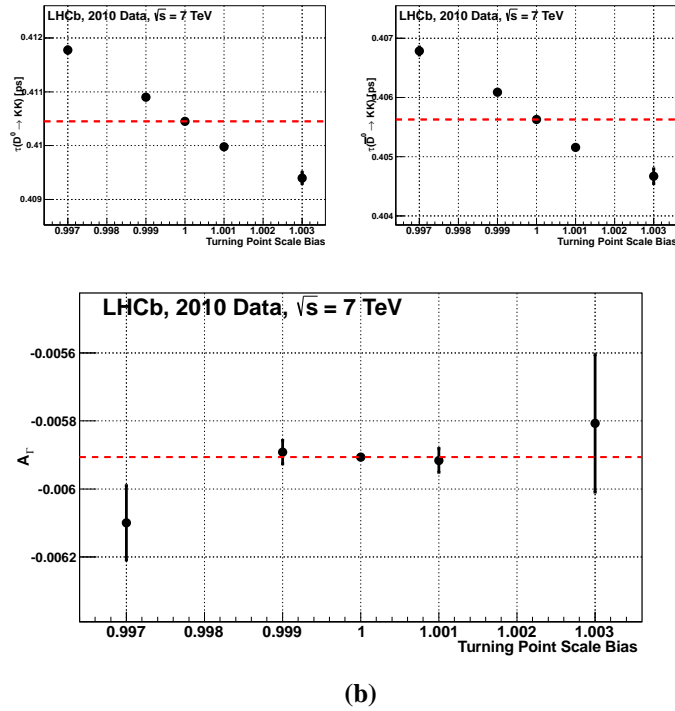 LHCb, 2010 Data, √s = 7 TeV
τ(D⁰ → KK) [ps]
0.412
0.411
0.41
0.409
0.997 0.998 0.999 1 1.001 1.002 1.003
Turning Point Scale Bias
LHCb, 2010 Data, √s = 7 TeV
τ(D̄⁰ → KK) [ps]
0.407
0.406
0.405
0.404
0.997 0.998 0.999 1 1.001 1.002 1.003
Turning Point Scale Bias
LHCb, 2010 Data, √s = 7 TeV
A_Γ
-0.0056
-0.0058
-0.006
-0.0062
0.997 0.998 0.999 1 1.001 1.002 1.003
Turning Point Scale Bias
(b)